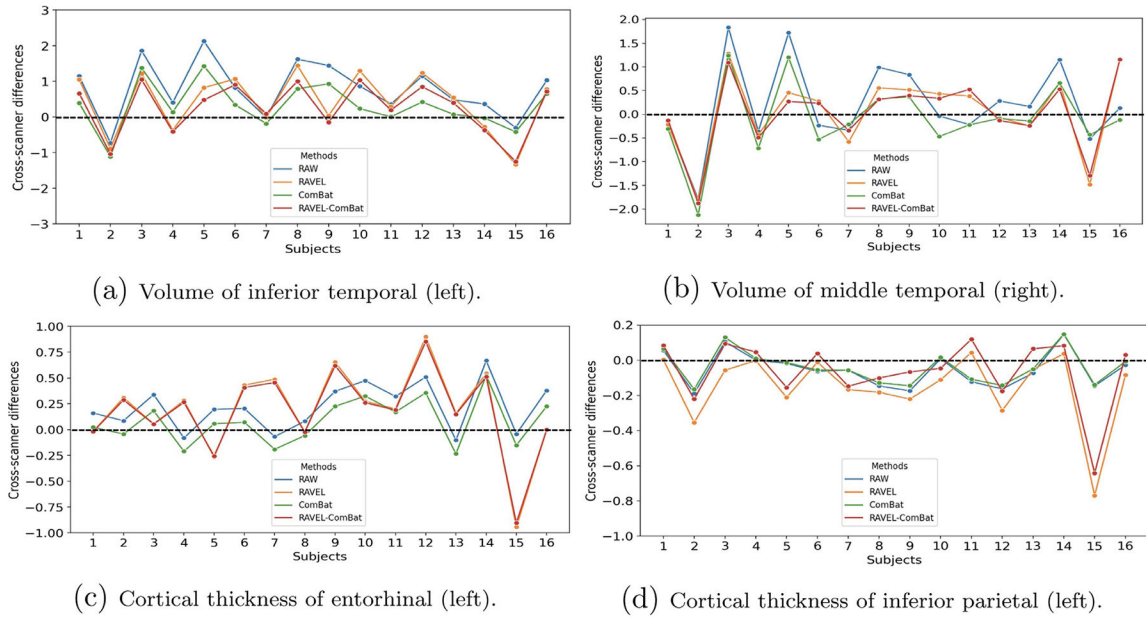 3
2
1
0
−1
−2
−3
Cross-scanner differences
Methods
RAW
RAVEL
ComBat
RAVEL-ComBat
1 2 3 4 5 6 7 8 9 10 11 12 13 14 15 16
Subjects
(a) Volume of inferior temporal (left).
2.0
1.5
1.0
0.5
0.0
−0.5
−1.0
−1.5
−2.0
Cross-scanner differences
Methods
RAW
RAVEL
ComBat
RAVEL-ComBat
1 2 3 4 5 6 7 8 9 10 11 12 13 14 15 16
Subjects
(b) Volume of middle temporal (right).
1.00
0.75
0.50
0.25
0.00
−0.25
−0.50
−0.75
−1.00
Cross-scanner differences
Methods
RAW
RAVEL
ComBat
RAVEL-ComBat
1 2 3 4 5 6 7 8 9 10 11 12 13 14 15 16
Subjects
(c) Cortical thickness of entorhinal (left).
0.2
0.0
−0.2
−0.4
−0.6
−0.8
−1.0
Cross-scanner differences
Methods
RAW
RAVEL
ComBat
RAVEL-ComBat
1 2 3 4 5 6 7 8 9 10 11 12 13 14 15 16
Subjects
(d) Cortical thickness of inferior parietal (left).